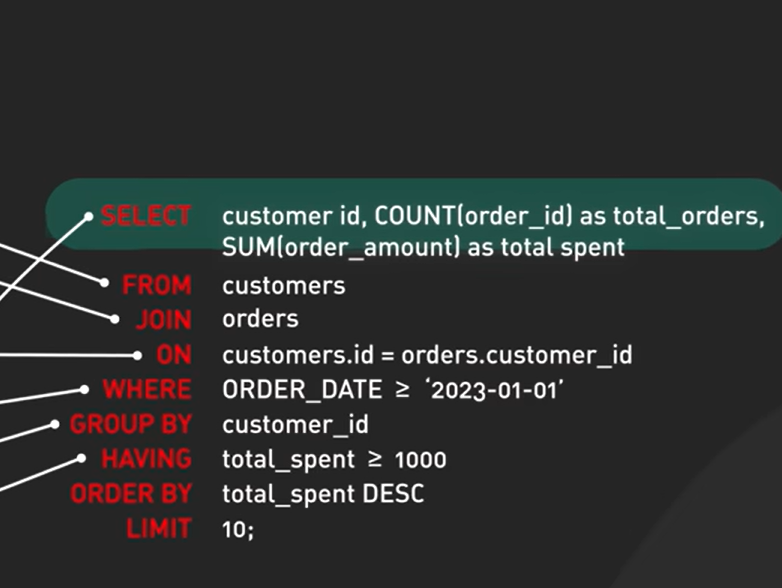 SELECT customer id, COUNT(order_id) as total_orders,
SUM(order_amount) as total spent
FROM customers
JOIN orders
ON customers.id = orders.customer_id
WHERE ORDER_DATE ≥ ‘2023-01-01’
GROUP BY customer_id
HAVING total_spent ≥ 1000
ORDER BY total_spent DESC
LIMIT 10;